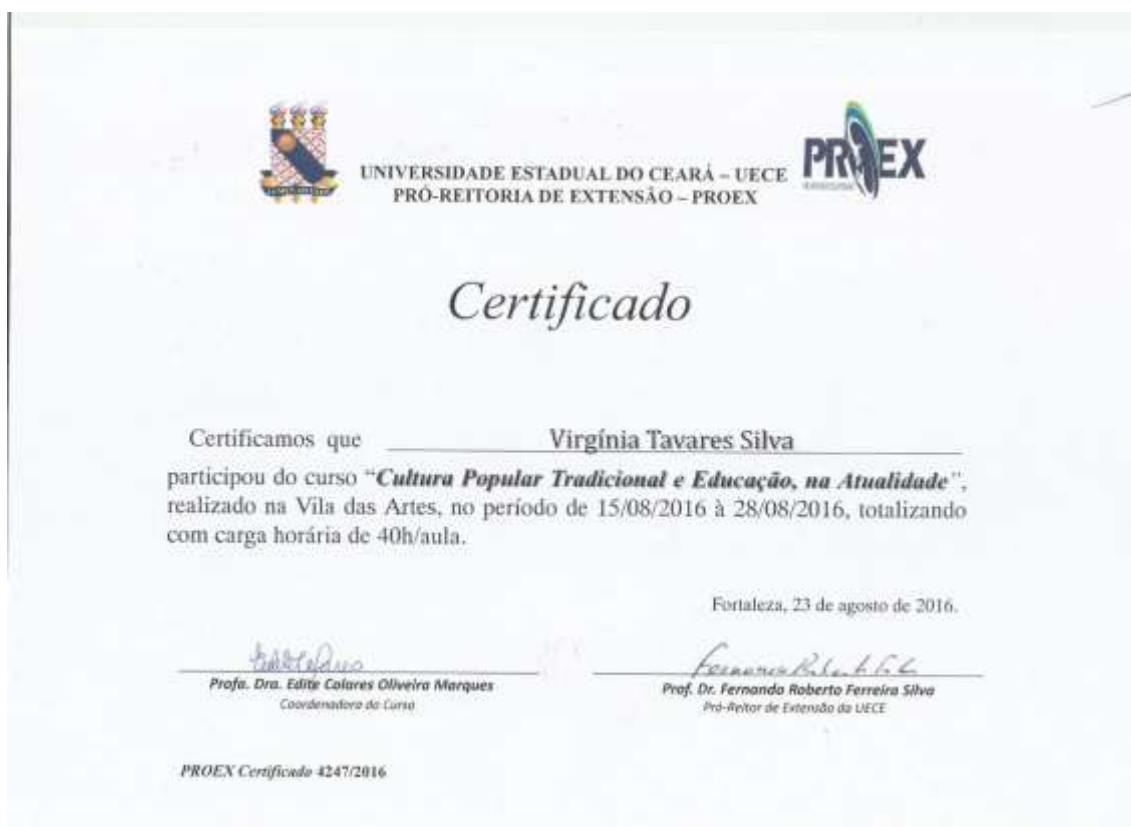 UNIVERSIDADE ESTADUAL DO CEARÁ – UECE
PRÓ-REITORIA DE EXTENSÃO – PROEX
PROEX
Certificado
Certificamos que Virgínia Tavares Silva
participou do curso “Cultura Popular Tradicional e Educação, na Atualidade”,
realizado na Vila das Artes, no período de 15/08/2016 à 28/08/2016, totalizando
com carga horária de 40h/aula.
Fortaleza, 23 de agosto de 2016.
Profa. Dra. Edite Colares Oliveira Marques
Coordenadora do Curso
Prof. Dr. Fernando Roberto Ferreira Silva
Pró-Reitor de Extensão da UECE
PROEX Certificado 4247/2016